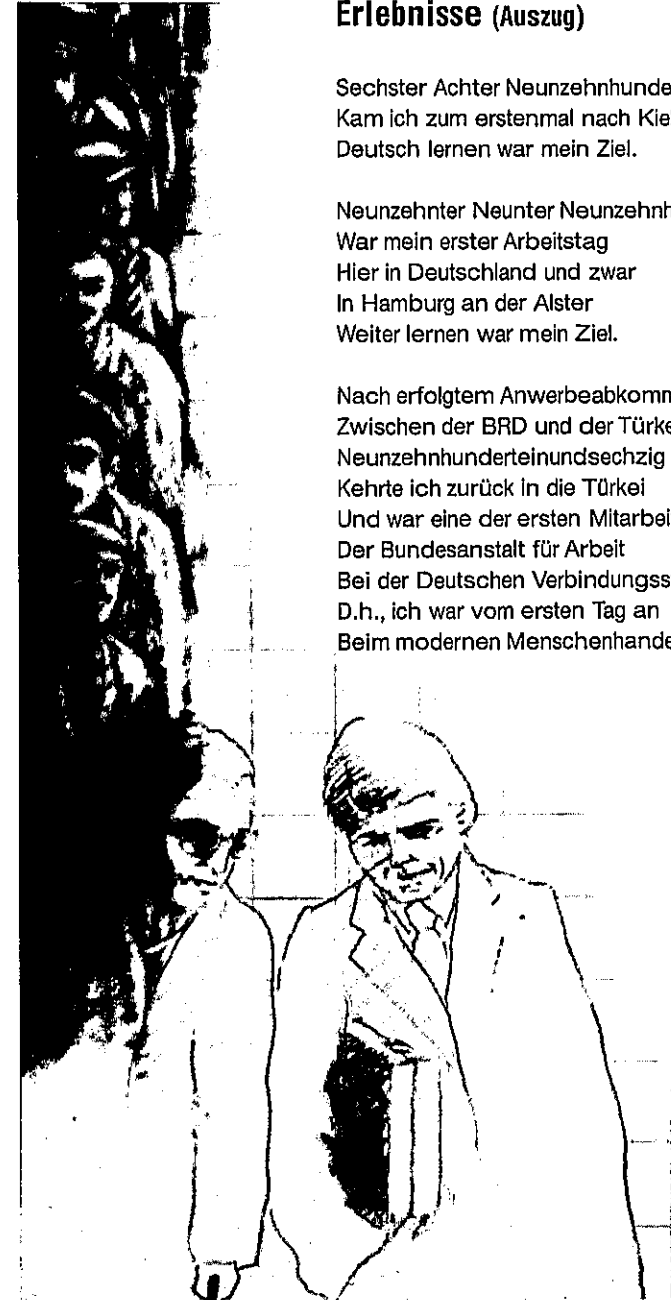 Erlebnisse (Auszug)
Sechster Achter Neunzehnhunde
Kam ich zum erstenmal nach Kie
Deutsch lernen war mein Ziel.
Neunzehnter Neunter Neunzehnh
War mein erster Arbeitstag
Hier in Deutschland und zwar
In Hamburg an der Alster
Weiter lernen war mein Ziel.
Nach erfolgtem Anwerbeabkomm
Zwischen der BRD und der Türke
Neunzehnhunderteinundsechzig
Kehrte ich zurück in die Türkei
Und war eine der ersten Mitarbei
Der Bundesanstalt für Arbeit
Bei der Deutschen Verbindungss
D.h., ich war vom ersten Tag an
Beim modernen Menschenhande